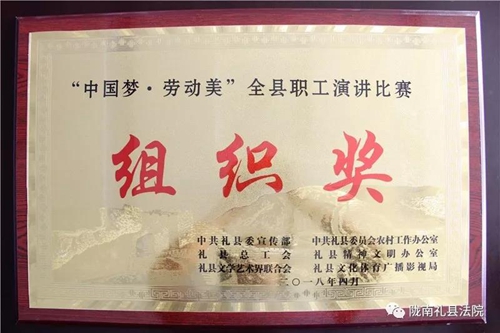 “中国梦·劳动美”全县职工演讲比赛
组织奖
中共礼县委宣传部 中共礼县委员会农村工作办公室
礼县总工会 礼县精神文明办公室
礼县文学艺术界联合会 礼县文化体育广播影视局
二〇一八年四月
陇南礼县法院